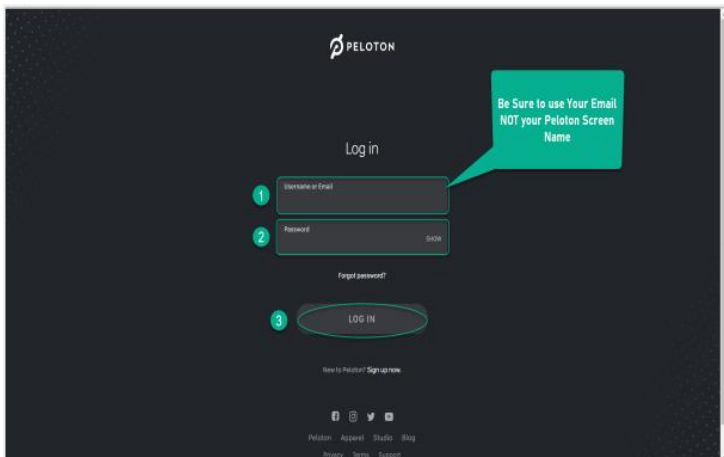 PELOTON
Be Sure to use Your Email
NOT your Peloton Screen
Name
Log in
1
Username or Email
2
Password
SHOW
Forgot password?
3
LOG IN
New to Peloton? Sign up now.
Peloton Apparel Studio Blog
Privacy Terms Support